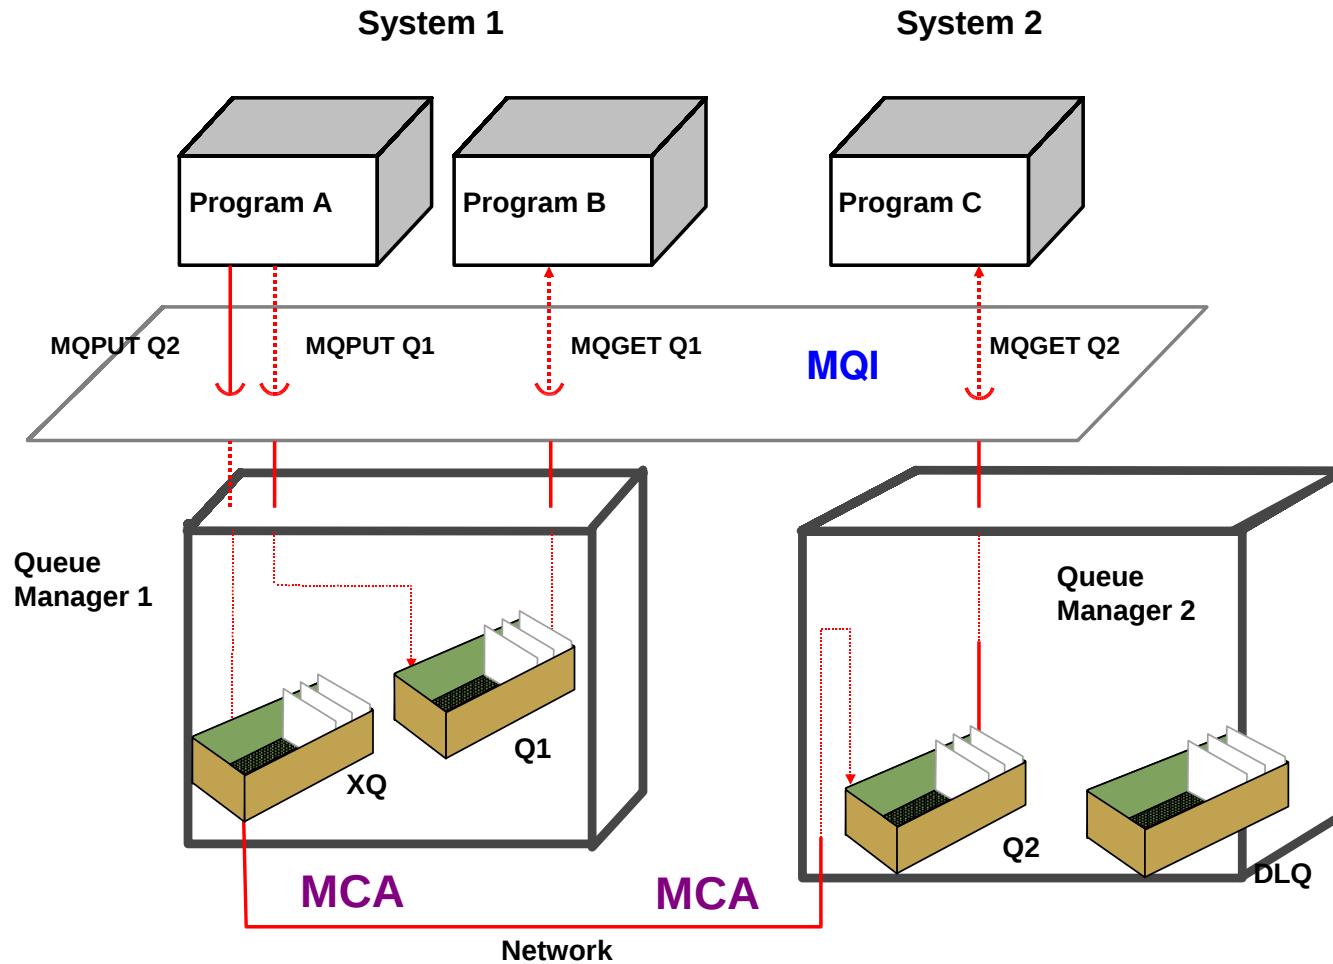 System 1
System 2
Program A
Program B
Program C
MQPUT Q2
MQPUT Q1
MQGET Q1
MQI
MQGET Q2
Queue
Manager 1
Queue
Manager 2
Q1
XQ
Q2
DLQ
MCA
MCA
Network